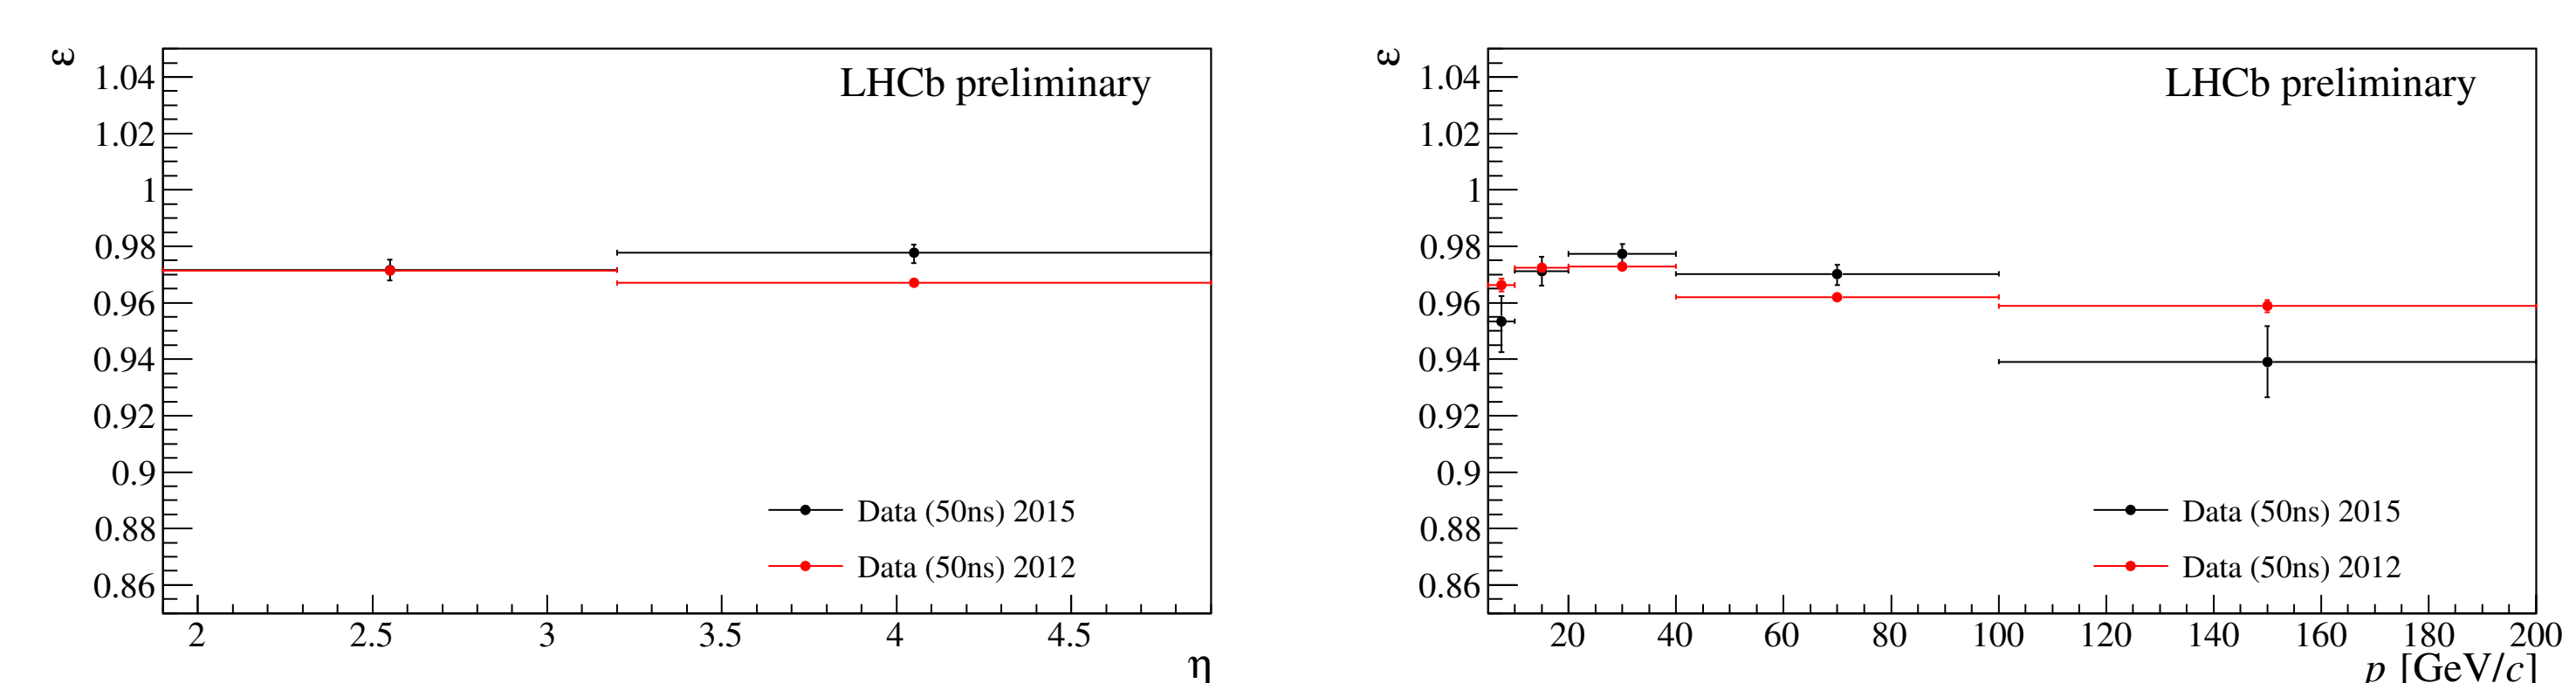 ε
LHCb preliminary
1.04
1.02
1
0.98
0.96
0.94
0.92
0.9
0.88
0.86
Data (50ns) 2015
Data (50ns) 2012
2 2.5 3 3.5 4 4.5
η
ε
LHCb preliminary
1.04
1.02
1
0.98
0.96
0.94
0.92
0.9
0.88
0.86
Data (50ns) 2015
Data (50ns) 2012
20 40 60 80 100 120 140 160 180 200
p [GeV/c]